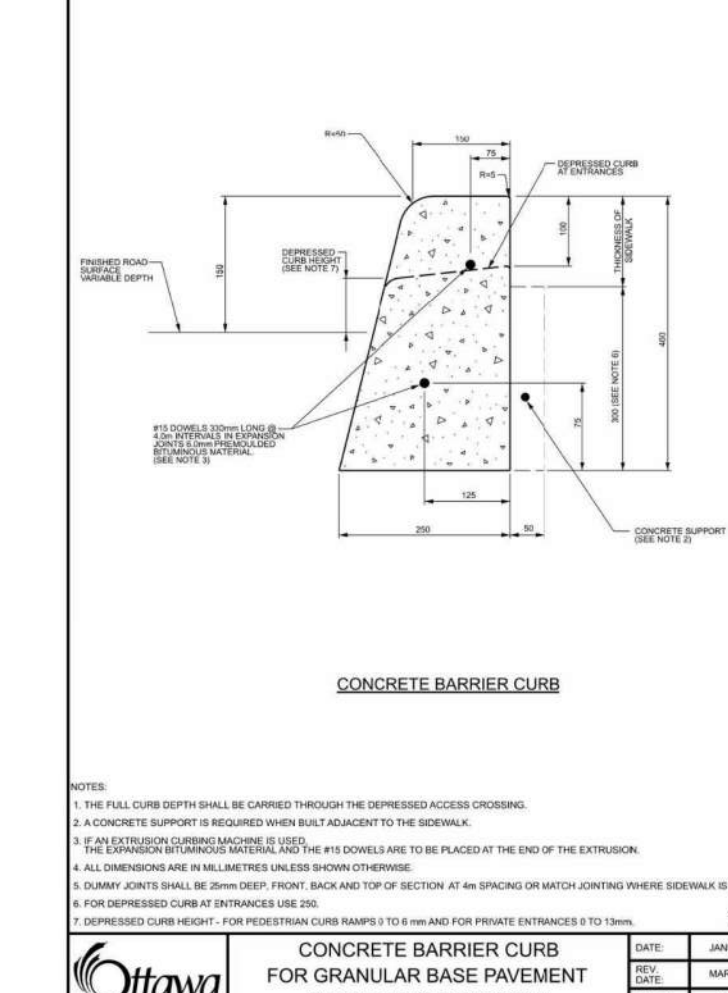 R=50
150
75
R=5
DEPRESSED CURB
AT ENTRANCES
100
THICKNESS OF
SIDEWALK
FINISHED ROAD
SURFACE
VARIABLE DEPTH
150
DEPRESSED
CURB HEIGHT
(SEE NOTE 7)
300 (SEE NOTE 6)
#15 DOWELS 330mm LONG @
4.0m INTERVALS IN EXPANSION
JOINTS 6.0mm PREMOULDED
BITUMINOUS MATERIAL.
(SEE NOTE 3)
75
125
250
50
CONCRETE SUPPORT
(SEE NOTE 2)
CONCRETE BARRIER CURB
NOTES:
1. THE FULL CURB DEPTH SHALL BE CARRIED THROUGH THE DEPRESSED ACCESS CROSSING.
2. A CONCRETE SUPPORT IS REQUIRED WHEN BUILT ADJACENT TO THE SIDEWALK.
3. IF AN EXTRUSION CURBING MACHINE IS USED,
THE EXPANSION BITUMINOUS MATERIAL AND THE #15 DOWELS ARE TO BE PLACED AT THE END OF THE EXTRUSION.
4. ALL DIMENSIONS ARE IN MILLIMETRES UNLESS SHOWN OTHERWISE.
5. DUMMY JOINTS SHALL BE 25mm DEEP, FRONT, BACK AND TOP OF SECTION AT 4m SPACING OR MATCH JOINTING WHERE SIDEWALK IS
6. FOR DEPRESSED CURB AT ENTRANCES USE 250.
7. DEPRESSED CURB HEIGHT - FOR PEDESTRIAN CURB RAMPS 0 TO 6 mm AND FOR PRIVATE ENTRANCES 0 TO 13mm.
Ottawa
CONCRETE BARRIER CURB
FOR GRANULAR BASE PAVEMENT
DATE: JAN
REV.
DATE: MAR